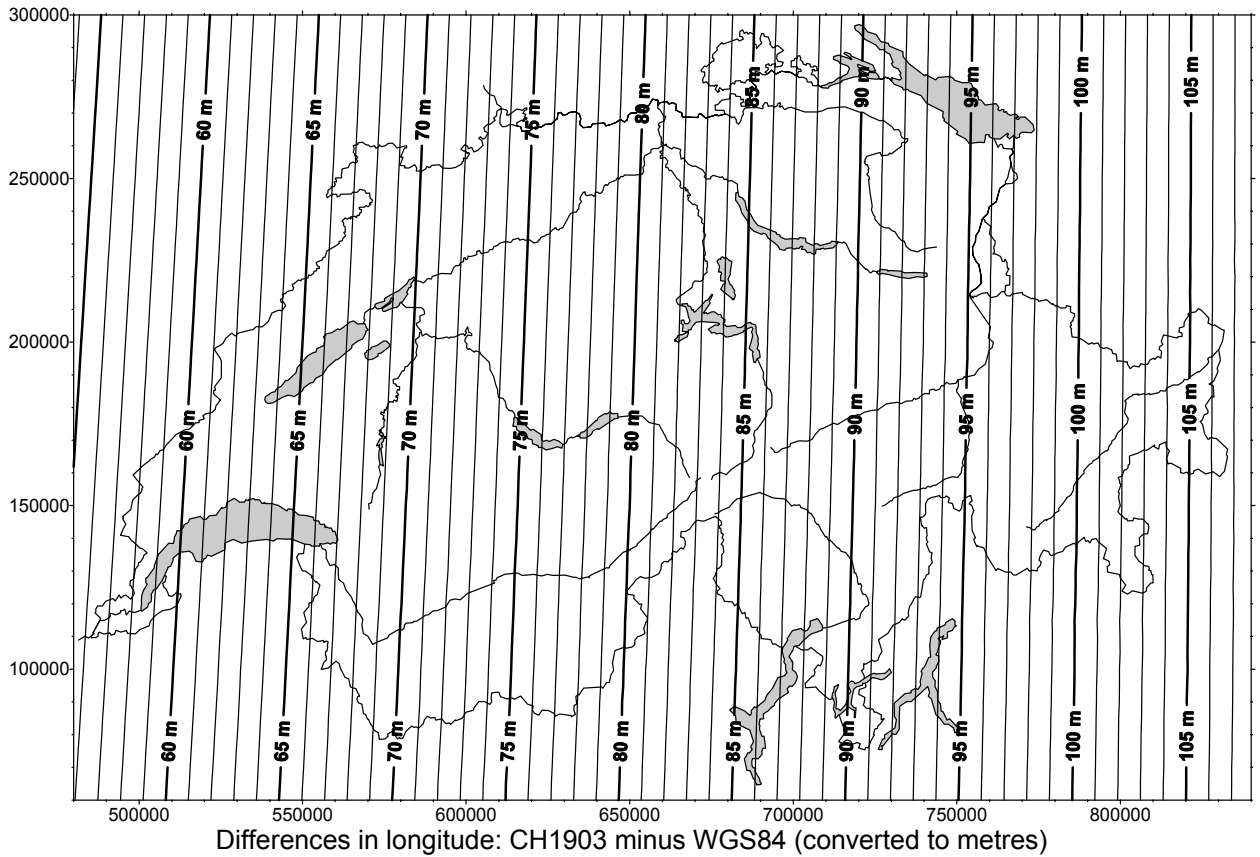 300000
60 m 65 m 70 m 75 m 80 m 85 m 90 m 95 m 100 m 105 m
250000
200000
60 m 65 m 70 m 75 m 80 m 85 m 90 m 95 m 100 m 105 m
150000
100000
60 m 65 m 70 m 75 m 80 m 85 m 90 m 95 m 100 m 105 m
500000 550000 600000 650000 700000 750000 800000
Differences in longitude: CH1903 minus WGS84 (converted to metres)